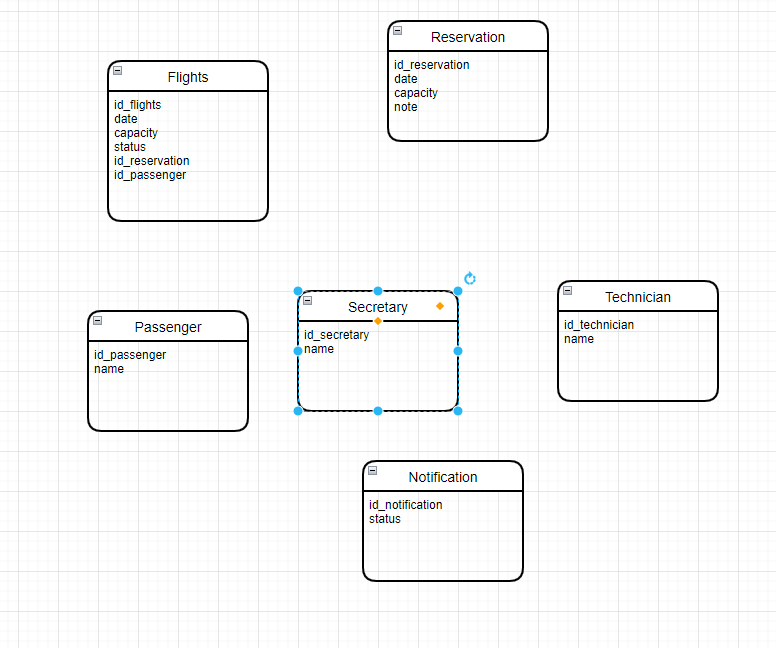 Reservation
id_reservation
date
capacity
note
Flights
id_flights
date
capacity
status
id_reservation
id_passenger
Passenger
id_passenger
name
Secretary
id_secretary
name
Technician
id_technician
name
Notification
id_notification
status